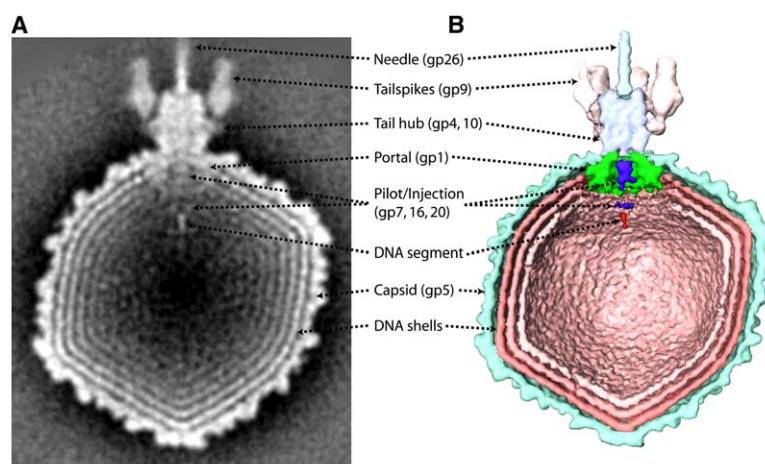 A
B
Needle (gp26)
Tailspikes (gp9)
Tail hub (gp4, 10)
Portal (gp1)
Pilot/Injection
(gp7, 16, 20)
DNA segment
Capsid (gp5)
DNA shells